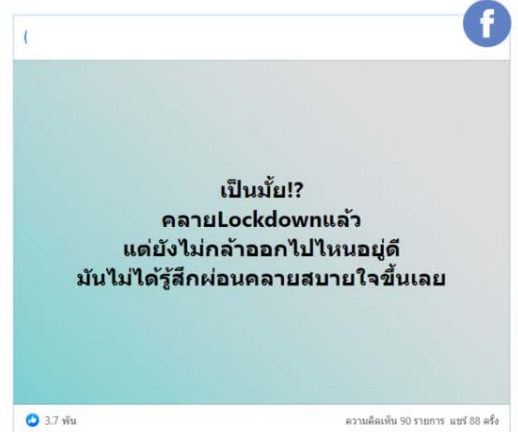 f
(
เป็นมั้ย!?
คลายLockdownแล้ว
แต่ยังไม่กล้าออกไปไหนอยู่ดี
มันไม่ได้รู้สึกผ่อนคลายสบายใจขึ้นเลย
3.7 พัน
ความคิดเห็น 90 รายการ แชร์ 88 ครั้ง